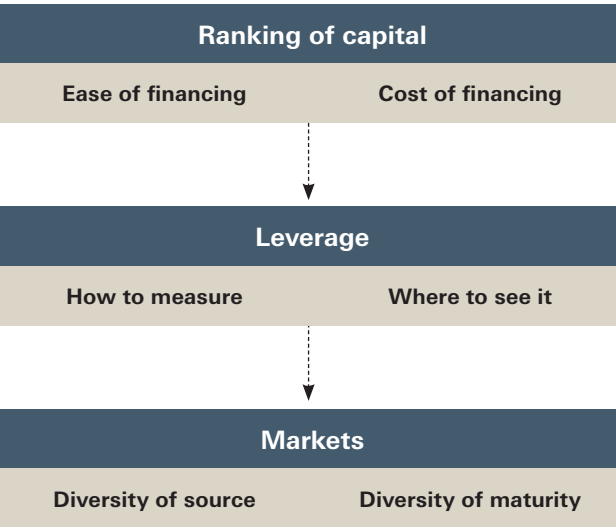 Ranking of capital
Ease of financing Cost of financing
Leverage
How to measure Where to see it
Markets
Diversity of source Diversity of maturity